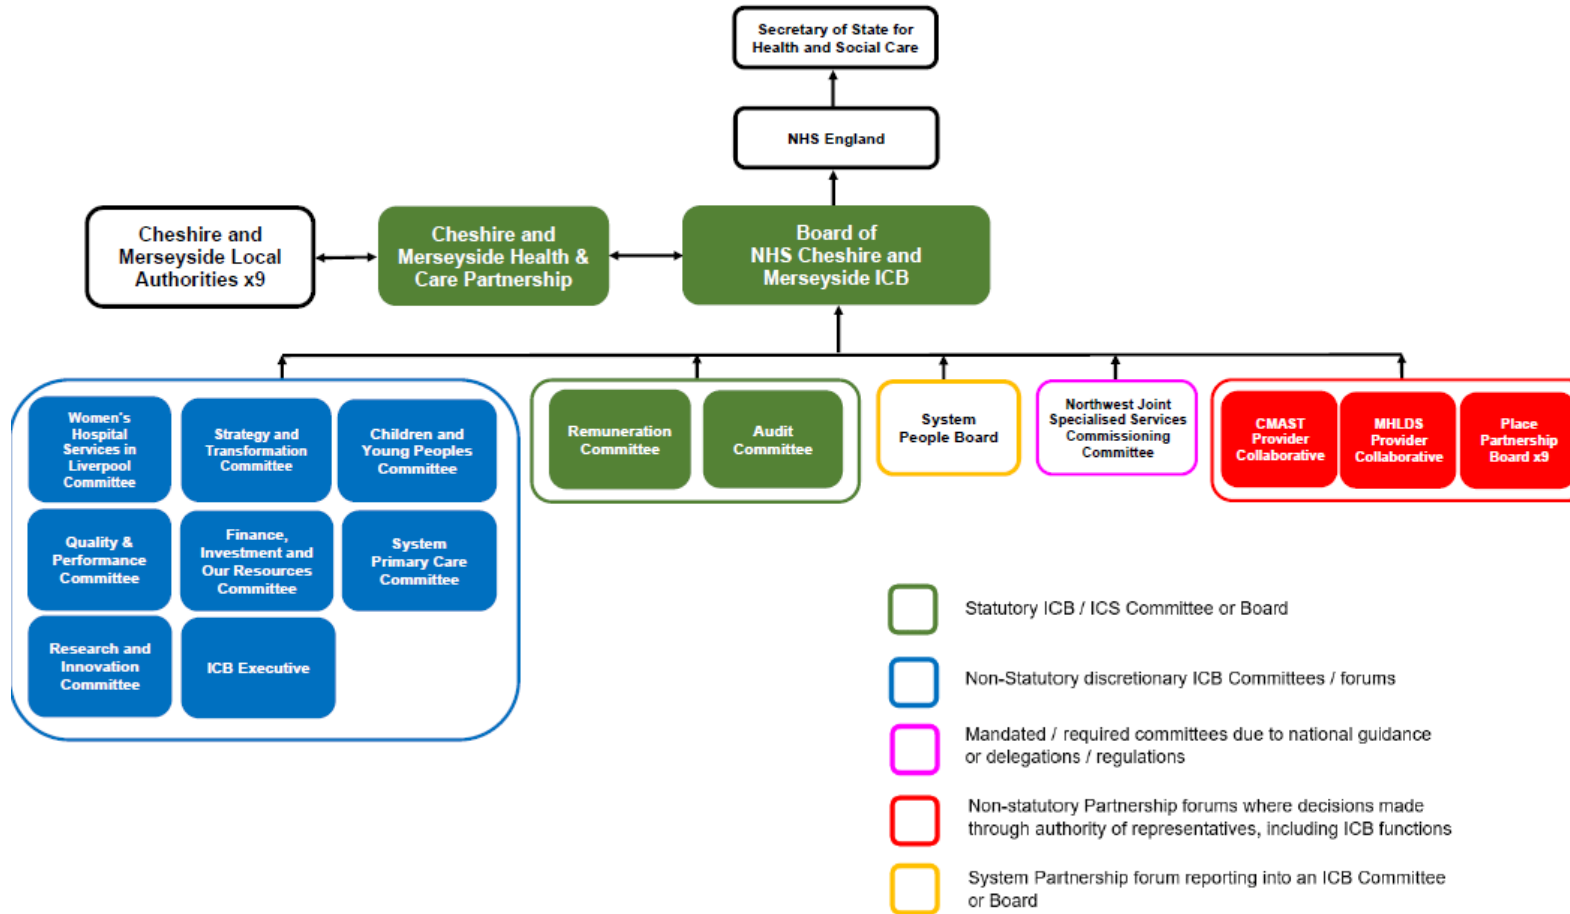 Secretary of State for
Health and Social Care
NHS England
Cheshire and
Merseyside Local
Authorities x9
Cheshire and
Merseyside Health &
Care Partnership
Board of
NHS Cheshire and
Merseyside ICB
Women's
Hospital
Services in
Liverpool
Committee
Strategy and
Transformation
Committee
Children and
Young Peoples
Committee
Quality &
Performance
Committee
Finance,
Investment and
Our Resources
Committee
System
Primary Care
Committee
Research and
Innovation
Committee
ICB Executive
Remuneration
Committee
Audit
Committee
System
People Board
Northwest Joint
Specialised Services
Commissioning
Committee
CMAST
Provider
Collaborative
MHLDS
Provider
Collaborative
Place
Partnership
Board x9
Statutory ICB / ICS Committee or Board
Non-Statutory discretionary ICB Committees / forums
Mandated / required committees due to national guidance
or delegations / regulations
Non-statutory Partnership forums where decisions made
through authority of representatives, including ICB functions
System Partnership forum reporting into an ICB Committee
or Board